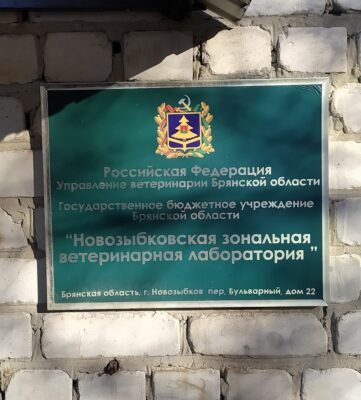 Российская Федерация
Управление ветеринарии Брянской области
Государственное бюджетное учреждение
Брянской области
"Новозыбковская зональная
ветеринарная лаборатория "
Брянская область, г. Новозыбков пер. Бульварный, дом 22